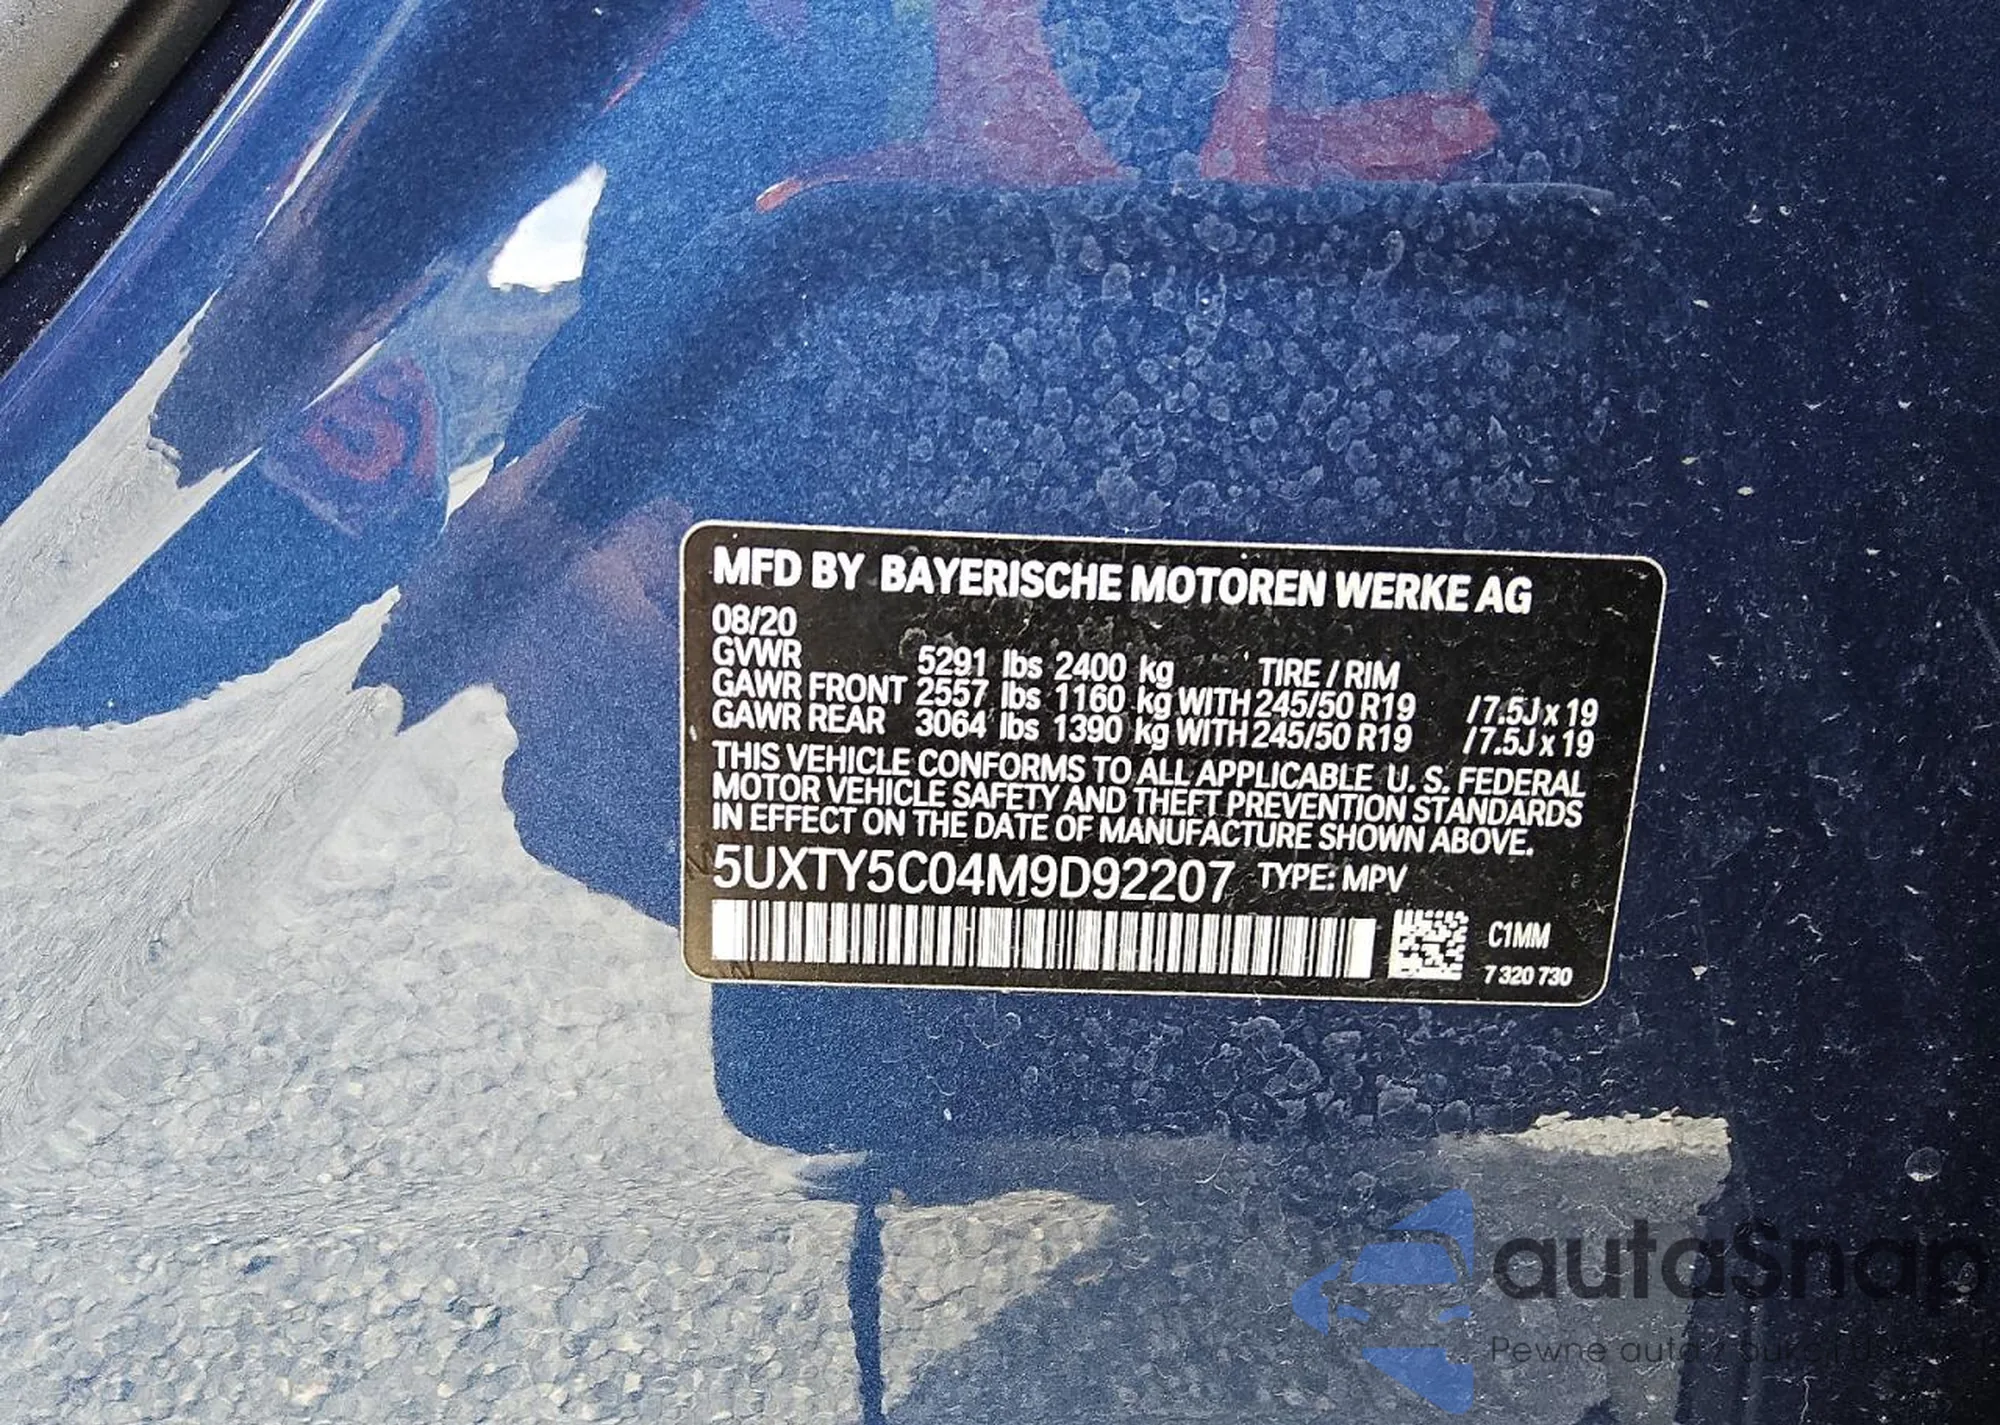 MFD BY BAYERISCHE MOTOREN WERKE AG
08/20
GVWR 5291 lbs 2400 kg TIRE / RIM
GAWR FRONT 2557 lbs 1160 kg WITH 245/50 R19 / 7.5J x 19
GAWR REAR 3064 lbs 1390 kg WITH 245/50 R19 / 7.5J x 19
THIS VEHICLE CONFORMS TO ALL APPLICABLE U. S. FEDERAL
MOTOR VEHICLE SAFETY AND THEFT PREVENTION STANDARDS
IN EFFECT ON THE DATE OF MANUFACTURE SHOWN ABOVE.
5UXTY5C04M9D92207 TYPE: MPV
C1MM
7 320 730
autaSnap
Pewne auta z